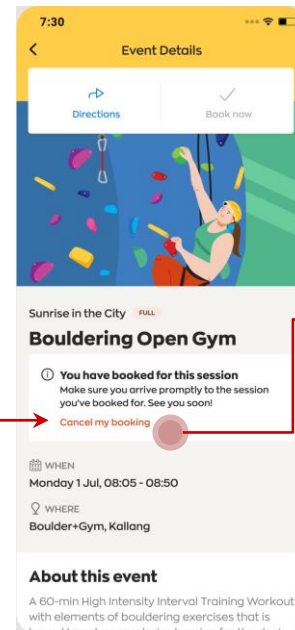 7:30
Event Details
Directions
Book now
Sunrise in the City FULL
Bouldering Open Gym
You have booked for this session
Make sure you arrive promptly to the session
you've booked for. See you soon!
Cancel my booking
WHEN
Monday 1 Jul, 08:05 - 08:50
WHERE
Boulder+Gym, Kallang
About this event
A 60-min High Intensity Interval Training Workout
with elements of bouldering exercises that is